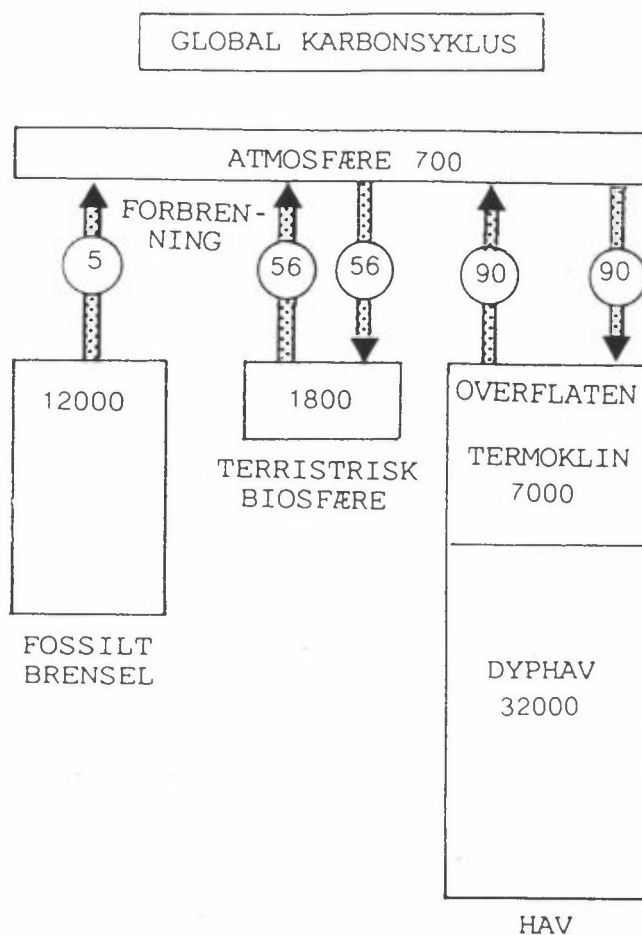 GLOBAL KARBONSYKLUS
ATMOSFÆRE 700
FORBREN-
NING
5
56
56
90
90
12000
1800
OVERFLATEN
TERMOKLIN
7000
TERRISTRISK
BIOSFÆRE
FOSSILT
BRENSEL
DYPHAV
32000
HAV